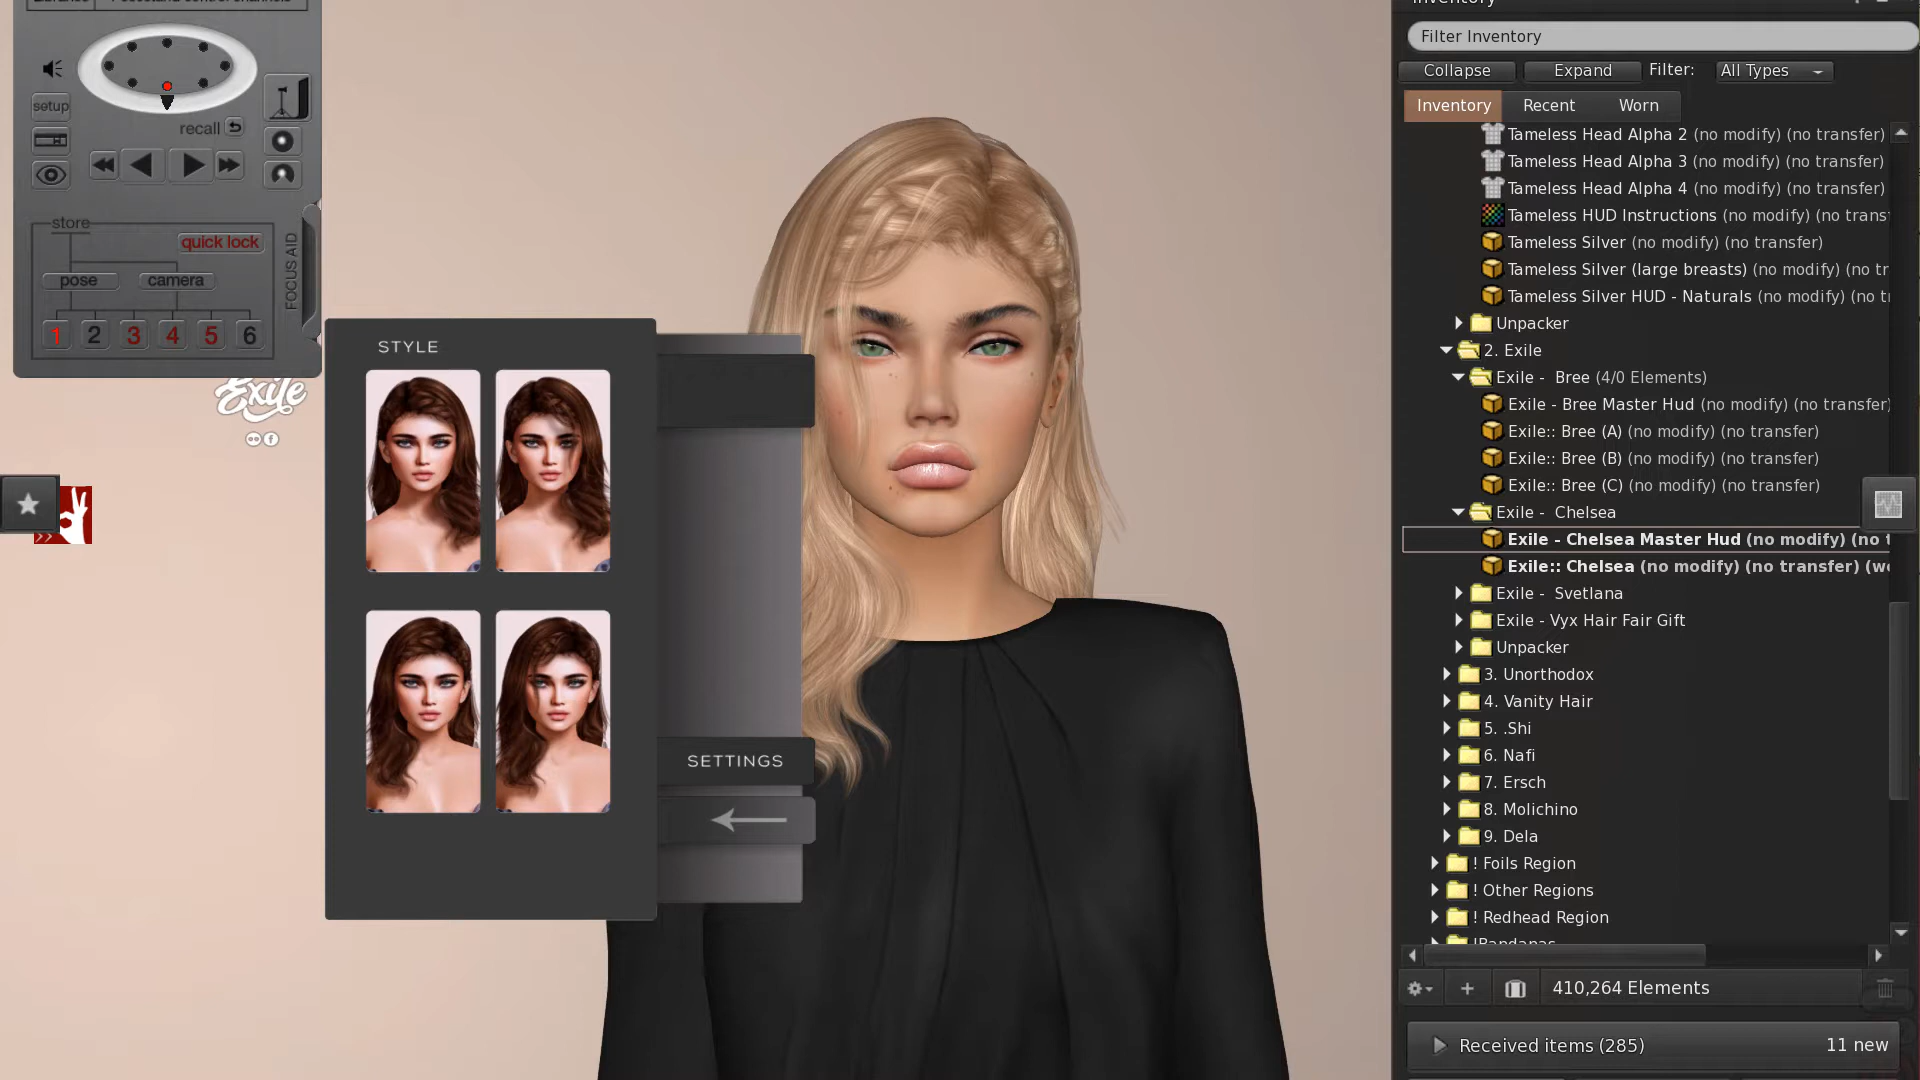 setup
recall
store
quick lock
pose
camera
1 2 3 4 5 6
FOCUS AID
Exile
STYLE
SETTINGS
Inventory
Filter Inventory
Collapse Expand Filter: All Types
Inventory Recent Worn
Tameless Head Alpha 2 (no modify) (no transfer)
Tameless Head Alpha 3 (no modify) (no transfer)
Tameless Head Alpha 4 (no modify) (no transfer)
Tameless HUD Instructions (no modify) (no trans
Tameless Silver (no modify) (no transfer)
Tameless Silver (large breasts) (no modify) (no tr
Tameless Silver HUD - Naturals (no modify) (no t
Unpacker
2. Exile
Exile - Bree (4/0 Elements)
Exile - Bree Master Hud (no modify) (no transfer)
Exile:: Bree (A) (no modify) (no transfer)
Exile:: Bree (B) (no modify) (no transfer)
Exile:: Bree (C) (no modify) (no transfer)
Exile - Chelsea
Exile - Chelsea Master Hud (no modify) (no t
Exile:: Chelsea (no modify) (no transfer) (w
Exile - Svetlana
Exile - Vyx Hair Fair Gift
Unpacker
3. Unorthodox
4. Vanity Hair
5. .Shi
6. Nafi
7. Ersch
8. Molichino
9. Dela
! Foils Region
! Other Regions
! Redhead Region
!Bandanas
410,264 Elements
Received items (285) 11 new